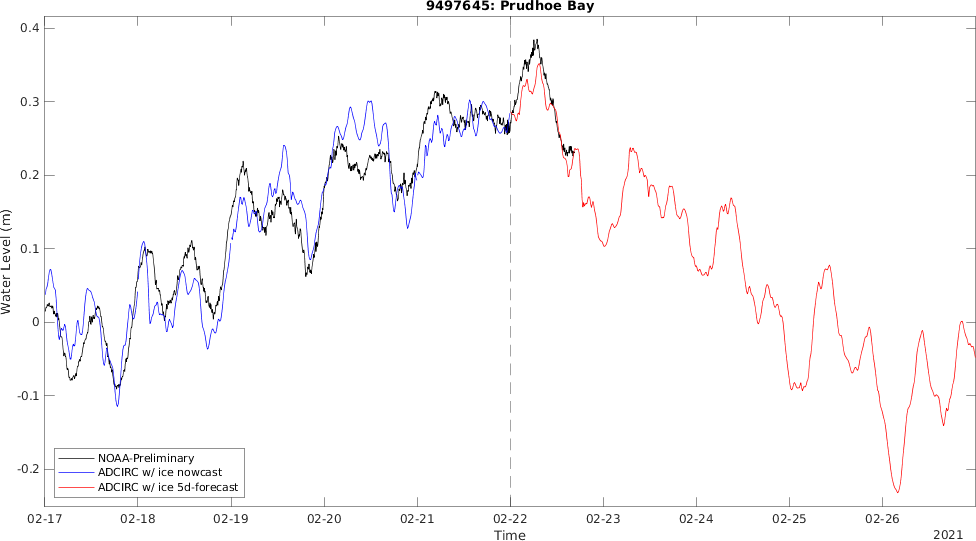 9497645: Prudhoe Bay
Water Level (m)
0.4
0.3
0.2
0.1
0
-0.1
-0.2
NOAA-Preliminary
ADCIRC w/ ice nowcast
ADCIRC w/ ice 5d-forecast
02-17 02-18 02-19 02-20 02-21 02-22 02-23 02-24 02-25 02-26
Time
2021